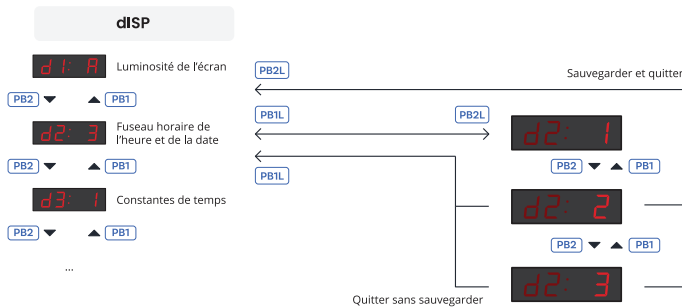 dISP
d1: A
Luminosité de l'écran
PB2L
Sauvegarder et quitter
PB2
PB1
PB1L
PB2L
d2: 3
Fuseau horaire de
l'heure et de la date
d2: 1
PB2
PB1
PB2
PB1
PB1L
d3: 1
Constantes de temps
d2: 2
PB2
PB1
PB2
PB1
...
d2: 3
Quitter sans sauvegarder